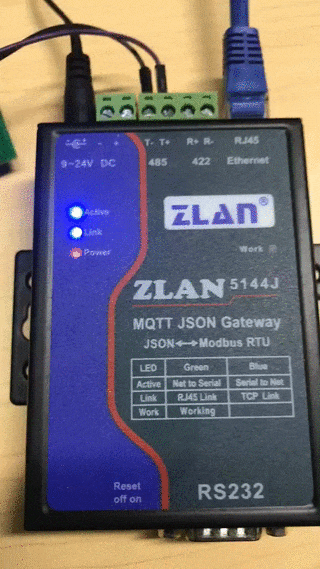 - + T- T+ R+ R- RJ45
9~24V DC 485 422 Ethernet
Active
Link
Power
ZLAN®
Work
ZLAN 5144J
MQTT JSON Gateway
JSON↔Modbus RTU
LED Green Blue
Active Net to Serial Serial to Net
Link RJ45 Link TCP Link
Work Working
Reset
off on
RS232